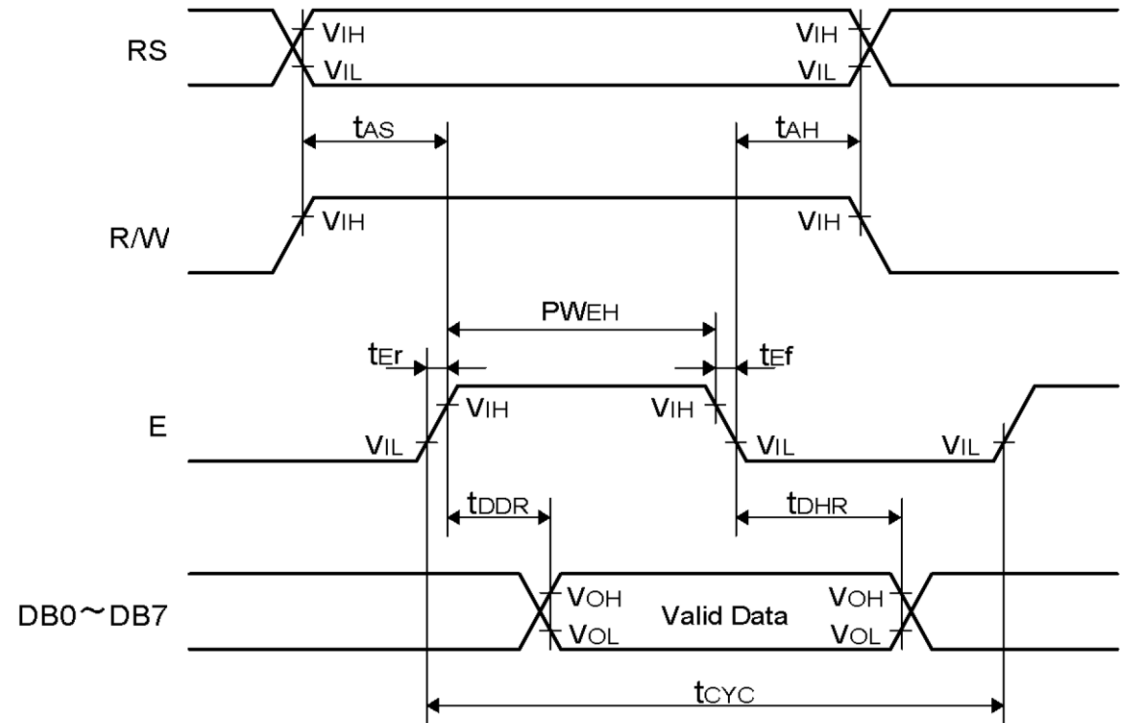 RS VIH VIH
VIL VIL
tAS tAH
R/W VIH VIH
PWEH
tEr tEf
E VIH VIH
VIL VIL VIL
tDDR tDHR
DB0~DB7 VOH Valid Data VOH
VOL VOL
tCYC